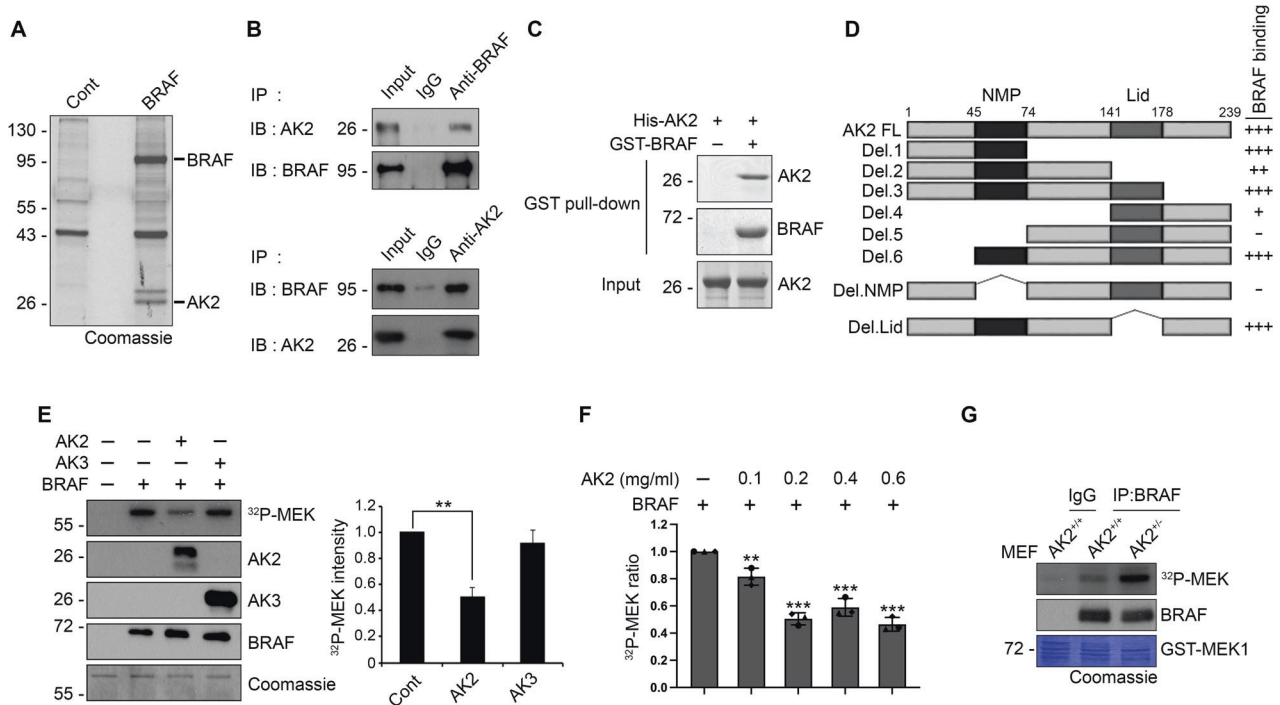 A
Cont
BRAF
130 -
95 -
55 -
43 -
26 -
BRAF
AK2
Coomassie
B
IP :
Input
IgG
Anti-BRAF
IB : AK2 26 -
IB : BRAF 95 -
IP :
Input
IgG
Anti-AK2
IB : BRAF 95 -
IB : AK2 26 -
C
His-AK2 + +
GST-BRAF – +
GST pull-down
26 - AK2
72 -
BRAF
Input 26 - AK2
D
BRAF binding
NMP Lid
1 45 74 141 178 239
AK2 FL +++
Del.1 +++
Del.2 ++
Del.3 +++
Del.4 +
Del.5 –
Del.6 +++
Del.NMP –
Del.Lid +++
E
AK2 – – + –
AK3 – – – +
BRAF – + + +
55 - ³²P-MEK
26 - AK2
26 - AK3
72 -
BRAF
55 - Coomassie
³²P-MEK intensity
1.2
1.0
0.8
0.6
0.4
0.2
0
**
Cont
AK2
AK3
F
AK2 (mg/ml) – 0.1 0.2 0.4 0.6
BRAF + + + + +
³²P-MEK ratio
1.2
1.0
0.8
0.6
0.4
0.2
0.0
**
***
***
***
G
IgG IP:BRAF
MEF AK2+/+ AK2+/+ AK2+/-
³²P-MEK
BRAF
72 - GST-MEK1
Coomassie